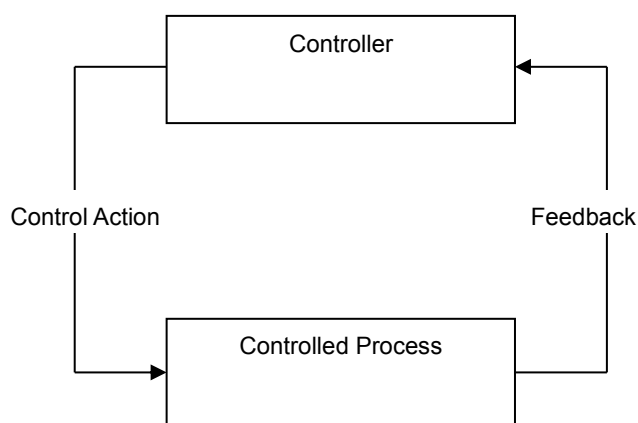 Controller
Control Action
Feedback
Controlled Process